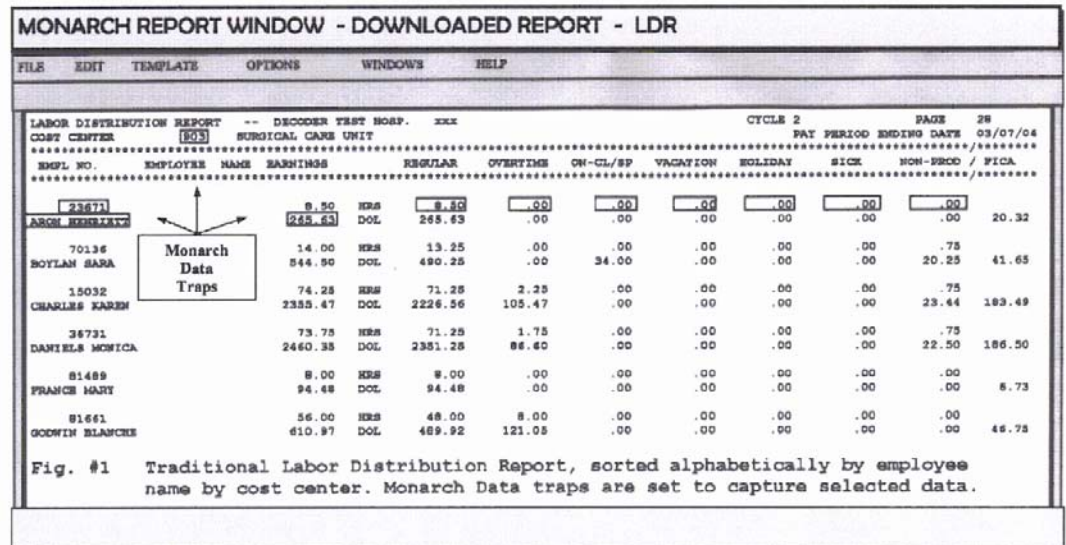 MONARCH REPORT WINDOW - DOWNLOADED REPORT - LDR
FILE EDIT TEMPLATE OPTIONS WINDOWS HELP
LABOR DISTRIBUTION REPORT -- DECODER TEST HOSP. xxx CYCLE 2 PAGE 28
COST CENTER 803 SURGICAL CARE UNIT PAY PERIOD ENDING DATE 03/07/04
EMPL NO. EMPLOYEE NAME EARNINGS REGULAR OVERTIME ON-CL/SP VACATION HOLIDAY SICK NON-PROD / FICA
23671 8.50 HRS 8.50 .00 .00 .00 .00 .00 .00
ARON HENRIETT 265.63 DOL 265.63 .00 .00 .00 .00 .00 .00 20.32
70136 14.00 HRS 13.25 .00 .00 .00 .00 .00 .75
BOYLAN SARA 544.50 DOL 490.25 .00 34.00 .00 .00 .00 20.25 41.65
15032 74.25 HRS 71.25 2.25 .00 .00 .00 .00 .75
CHARLES KAREN 2355.47 DOL 2226.56 105.47 .00 .00 .00 .00 23.44 183.49
36731 73.75 HRS 71.25 1.75 .00 .00 .00 .00 .75
DANIELS MONICA 2460.35 DOL 2351.25 86.60 .00 .00 .00 .00 22.50 186.50
81489 8.00 HRS 8.00 .00 .00 .00 .00 .00 .00
FRANCE MARY 94.48 DOL 94.48 .00 .00 .00 .00 .00 .00 6.73
81661 56.00 HRS 48.00 8.00 .00 .00 .00 .00 .00
GODWIN BLANCHE 610.97 DOL 489.92 121.05 .00 .00 .00 .00 .00 46.75
Monarch
Data
Traps
Fig. #1 Traditional Labor Distribution Report, sorted alphabetically by employee
name by cost center. Monarch Data traps are set to capture selected data.